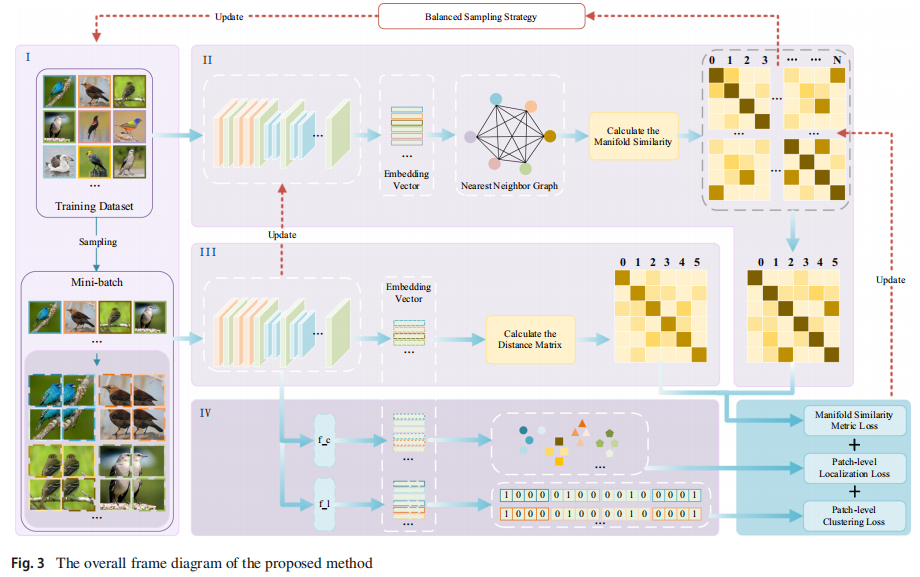 Update
Balanced Sampling Strategy
I
II
0 1 2 3 ... ... N
...
...
...
Calculate the
Manifold Similarity
...
...
Embedding
Vector
Nearest Neighbor Graph
...
...
Training Dataset
Sampling
Update
III
Mini-batch
Embedding
Vector
0 1 2 3 4 5
0 1 2 3 4 5
Update
...
...
Calculate the
Distance Matrix
...
IV
f_c
...
...
Manifold Similarity
Metric Loss
+
Patch-level
Localization Loss
+
f_l
...
1 0 0 0 0 1 0 0 0 0 1 0 0 0 0 1
1 0 0 0 0 1 0 0 0 0 1 0 0 0 0 1
...
Patch-level
Clustering Loss
...
Fig. 3 The overall frame diagram of the proposed method